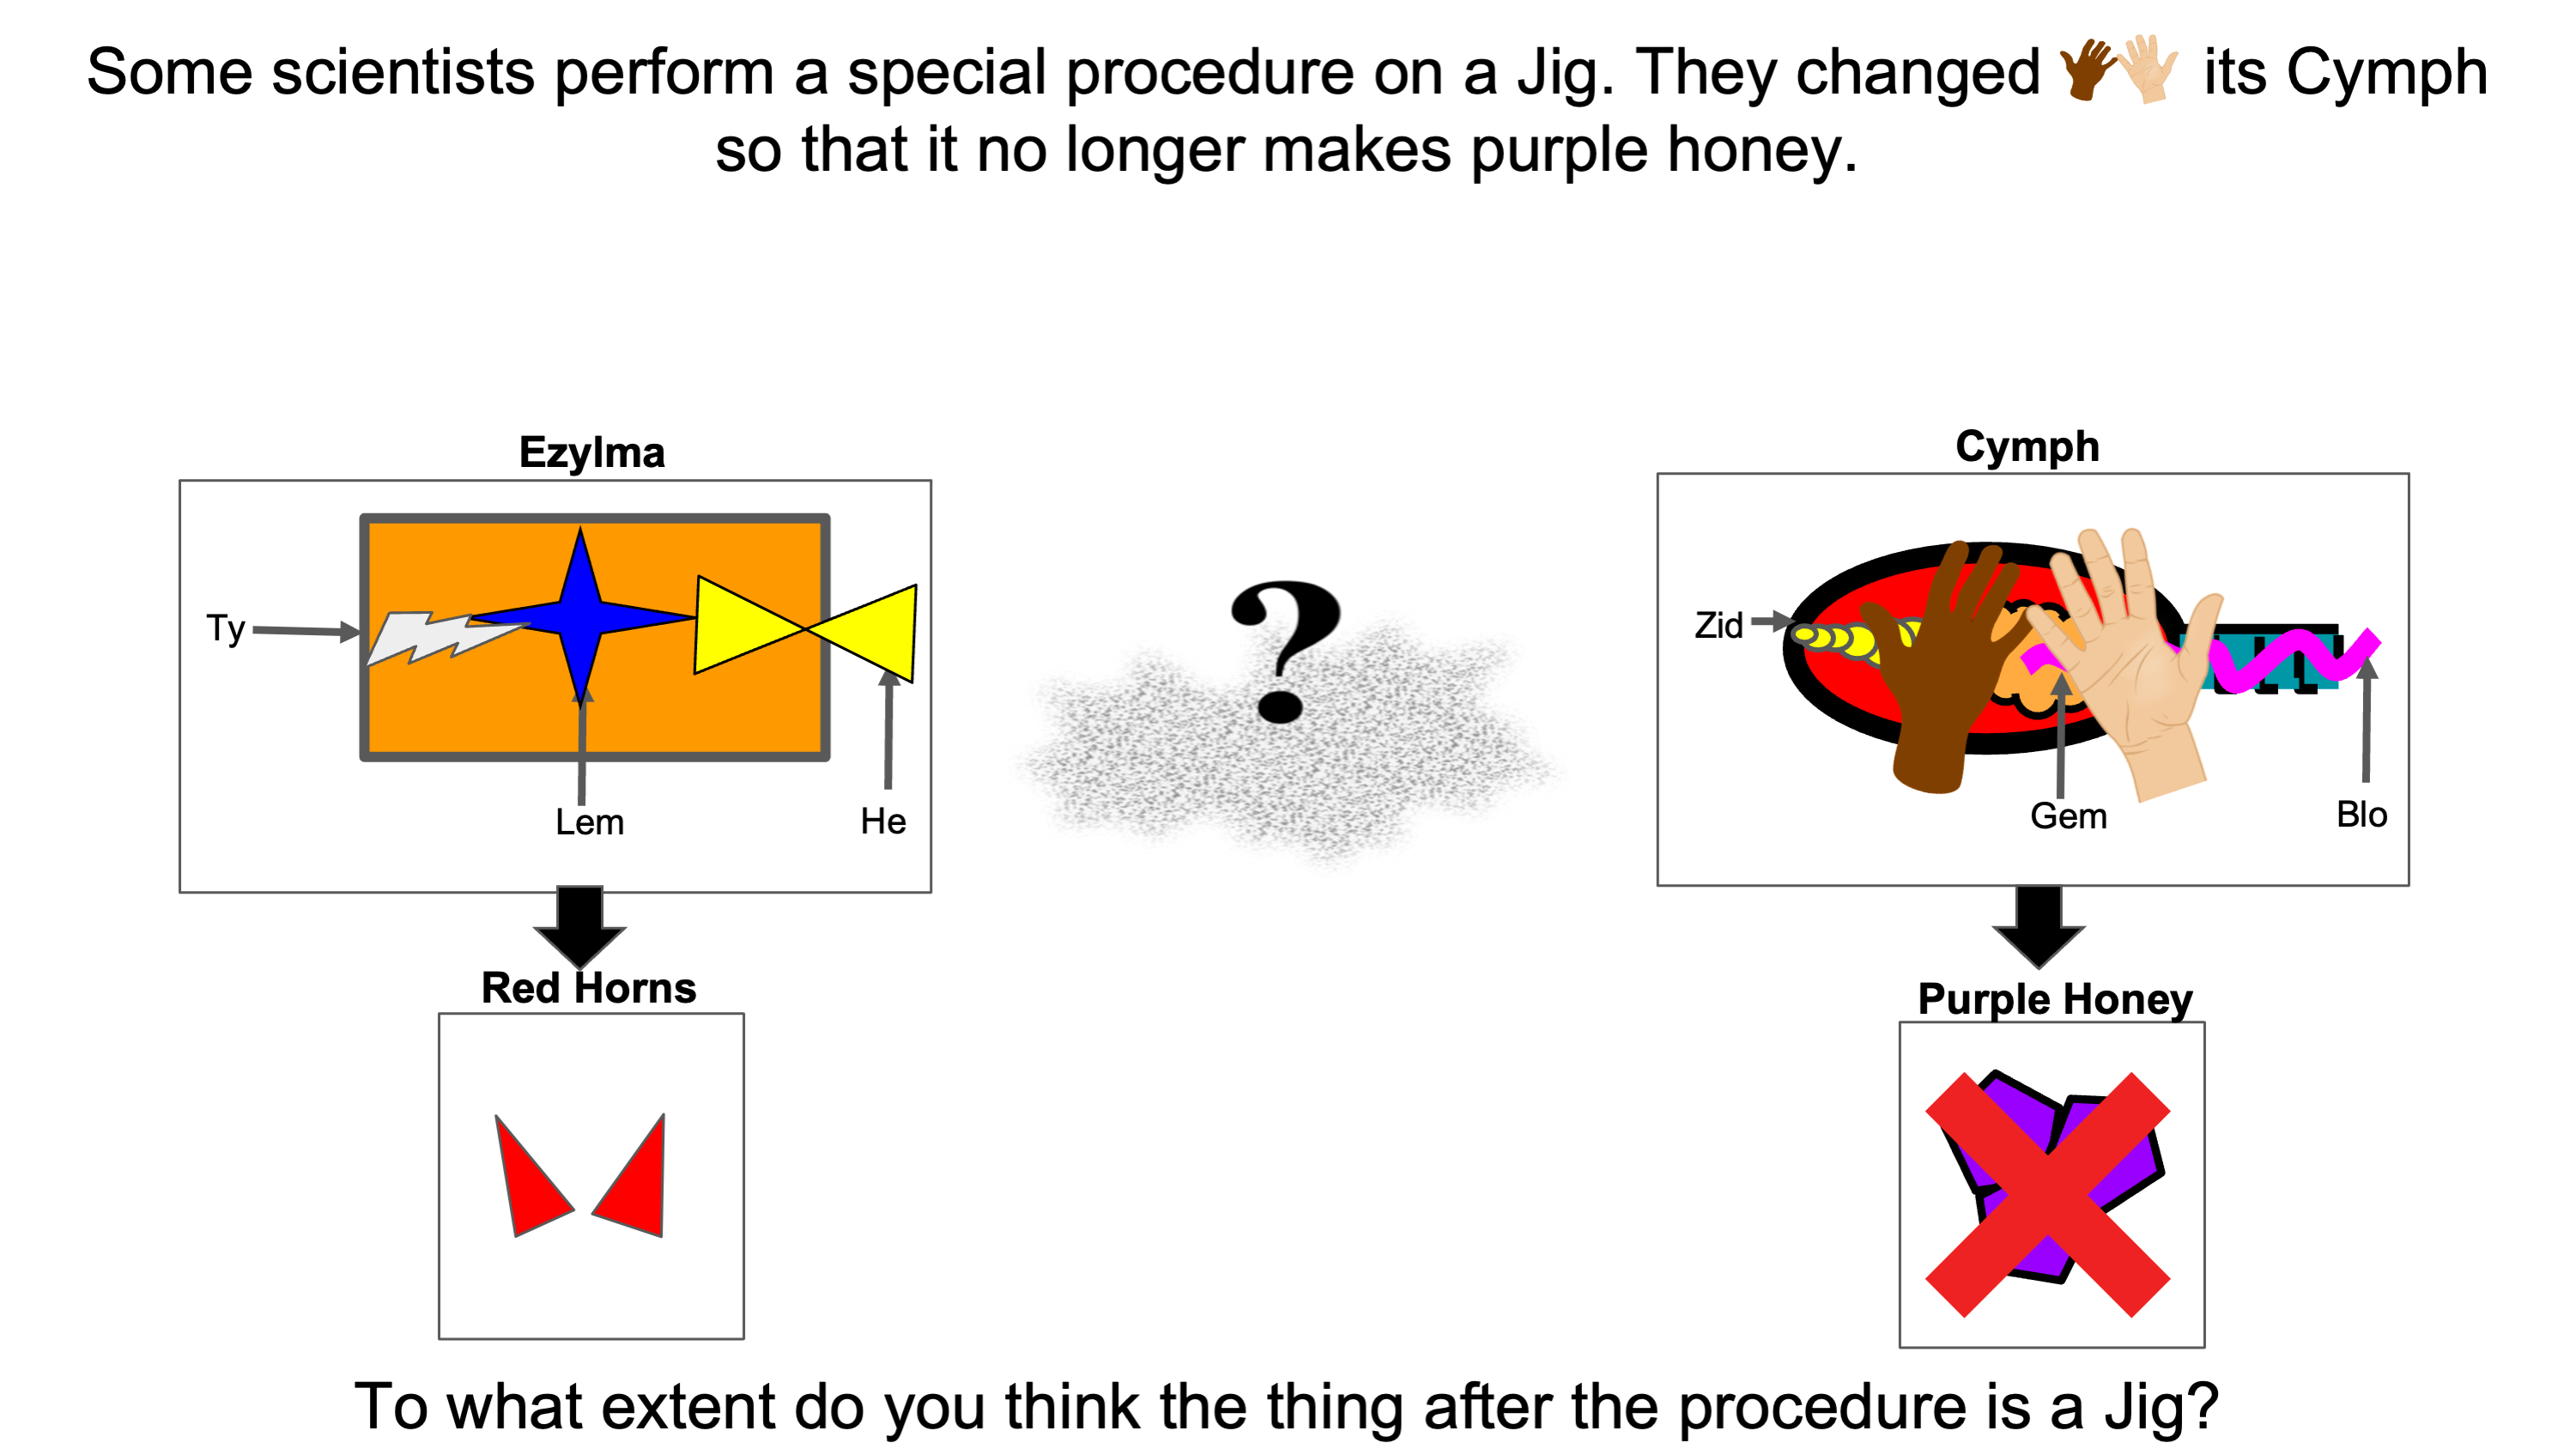 Some scientists perform a special procedure on a Jig. They changed its Cymph
so that it no longer makes purple honey.
Ezylma
Cymph
Ty
Lem
He
Zid
Gem
Blo
?
Red Horns
Purple Honey
To what extent do you think the thing after the procedure is a Jig?